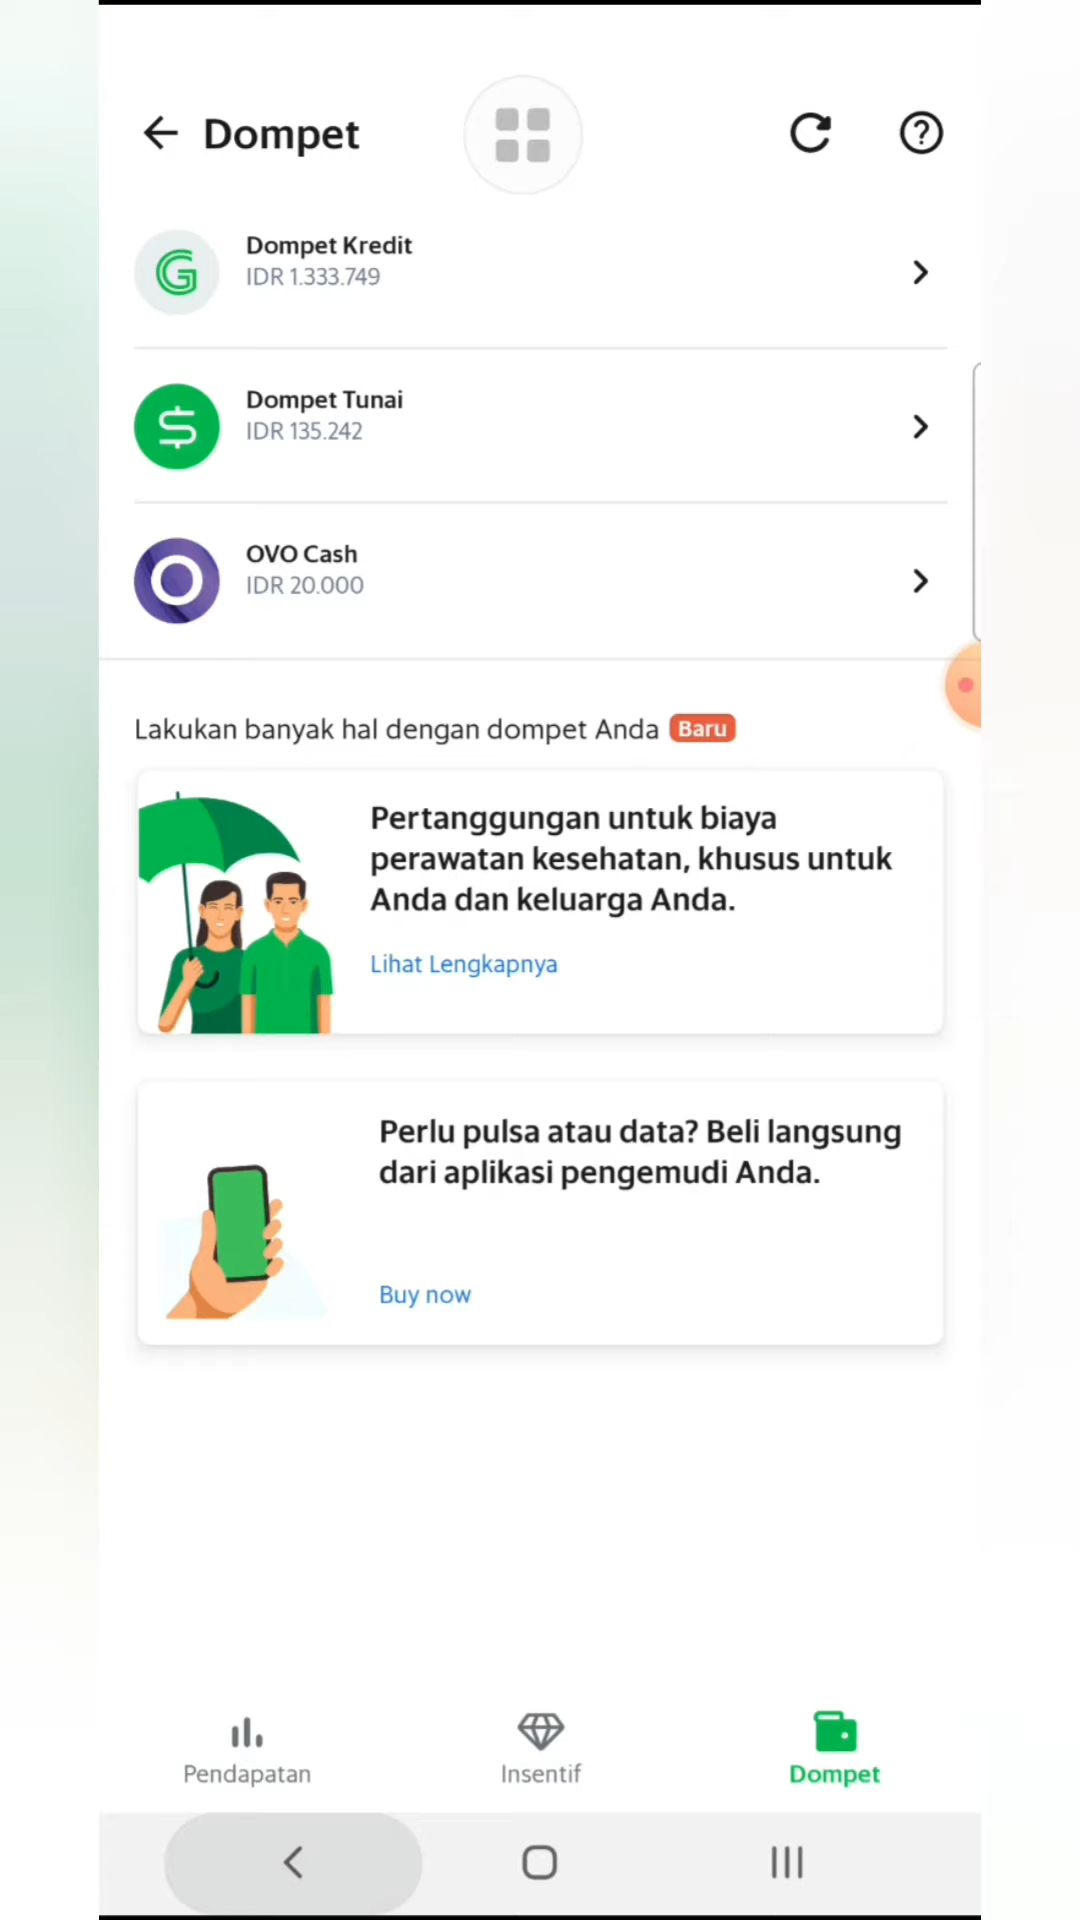 Dompet
Dompet Kredit
IDR 1.333.749
Dompet Tunai
IDR 135.242
OVO Cash
IDR 20.000
Lakukan banyak hal dengan dompet Anda Baru
Pertanggungan untuk biaya
perawatan kesehatan, khusus untuk
Anda dan keluarga Anda.
Lihat Lengkapnya
Perlu pulsa atau data? Beli langsung
dari aplikasi pengemudi Anda.
Buy now
Pendapatan
Insentif
Dompet